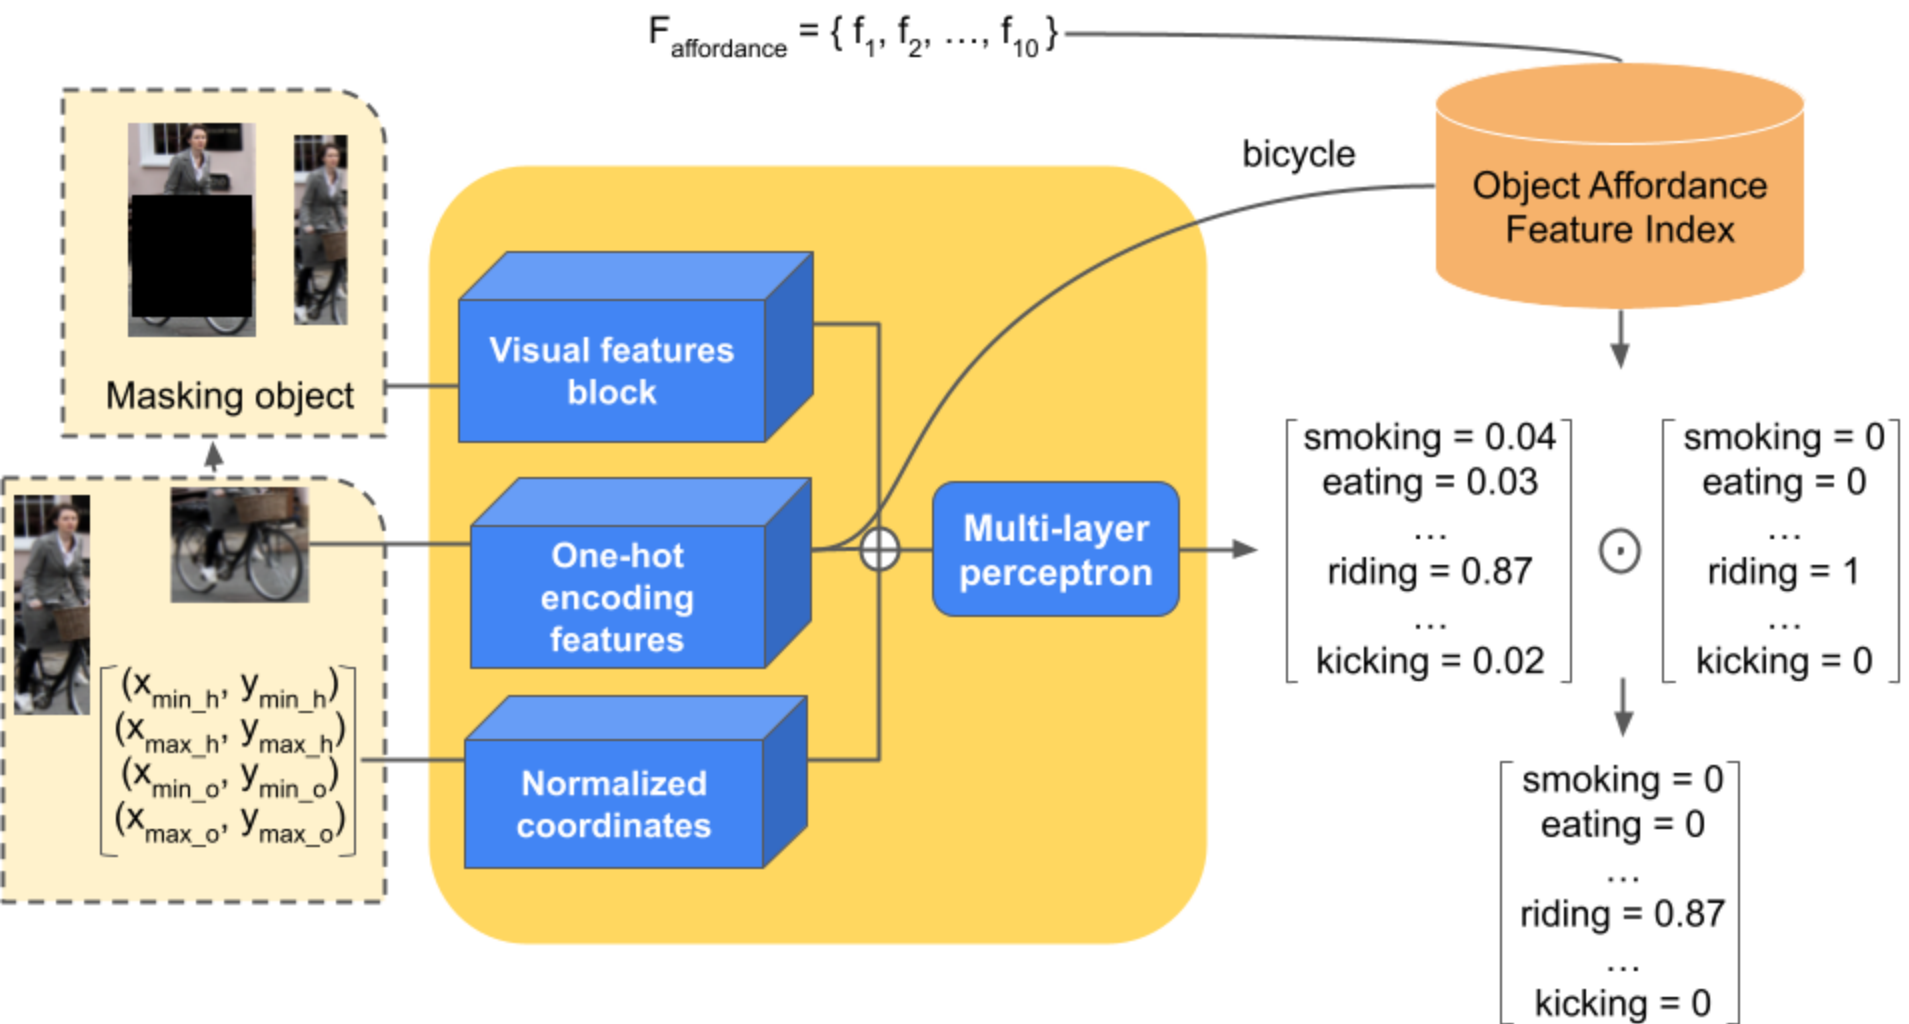 F_affordance = { f_1, f_2, …, f_10 }
bicycle
Object Affordance
Feature Index
Masking object
Visual features
block
One-hot
encoding
features
Multi-layer
perceptron
Normalized
coordinates
(x_min_h, y_min_h)
(x_max_h, y_max_h)
(x_min_o, y_min_o)
(x_max_o, y_max_o)
smoking = 0.04
eating = 0.03
…
riding = 0.87
…
kicking = 0.02
smoking = 0
eating = 0
…
riding = 1
…
kicking = 0
smoking = 0
eating = 0
…
riding = 0.87
…
kicking = 0